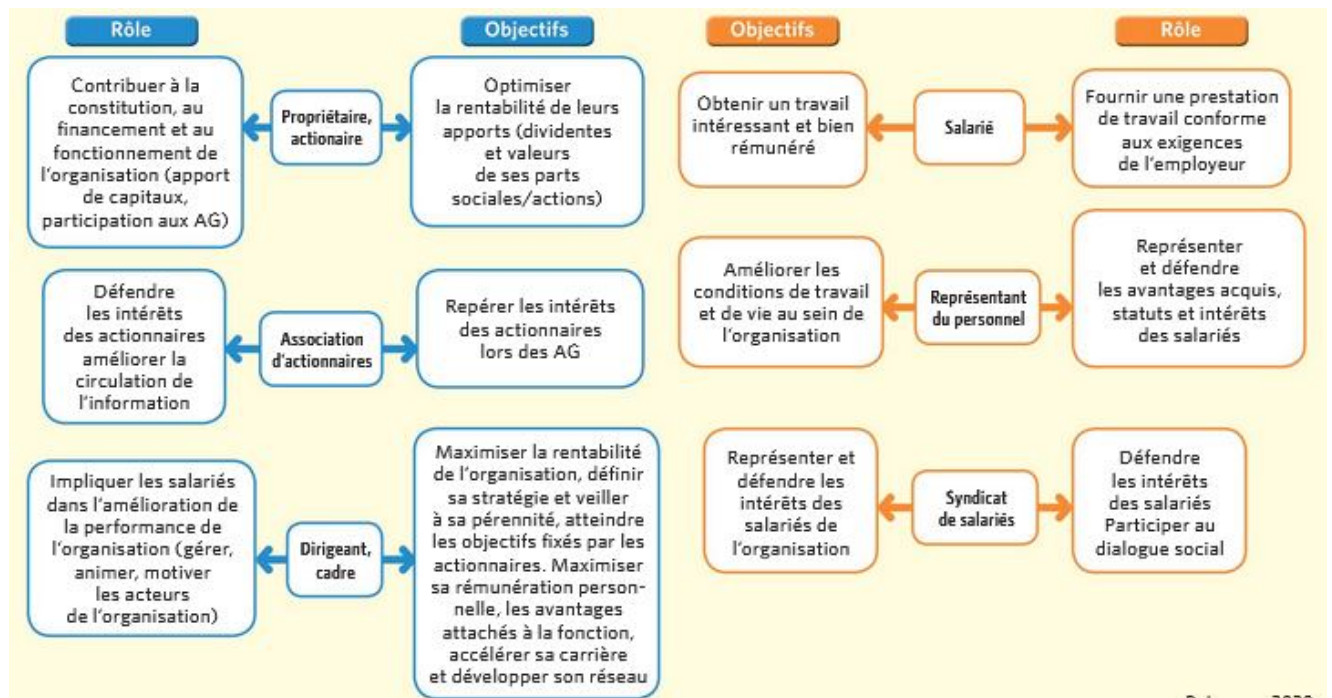 Rôle
Objectifs
Objectifs
Rôle
Contribuer à la
constitution, au
financement et au
fonctionnement de
l'organisation (apport
de capitaux,
participation aux AG)
Propriétaire,
actionaire
Optimiser
la rentabilité de leurs
apports (dividentes
et valeurs
de ses parts
sociales/actions)
Obtenir un travail
intéressant et bien
rémunéré
Salarié
Fournir une prestation
de travail conforme
aux exigences
de l'employeur
Défendre
les intérêts
des actionnaires
améliorer la
circulation de
l'information
Association
d'actionnaires
Repérer les intérêts
des actionnaires
lors des AG
Améliorer les
conditions de travail
et de vie au sein de
l'organisation
Représentant
du personnel
Représenter
et défendre
les avantages acquis,
statuts et intérêts
des salariés
Impliquer les salariés
dans l'amélioration de
la performance de
l'organisation (gérer,
animer, motiver
les acteurs
de l'organisation)
Dirigeant,
cadre
Maximiser la rentabilité
de l'organisation, définir
sa stratégie et veiller
à sa pérennité, atteindre
les objectifs fixés par les
actionnaires. Maximiser
sa rémunération person-
nelle, les avantages
attachés à la fonction,
accélérer sa carrière
et développer son réseau
Représenter et
défendre les
intérêts des
salariés de
l'organisation
Syndicat
de salariés
Défendre
les intérêts
des salariés
Participer au
dialogue social